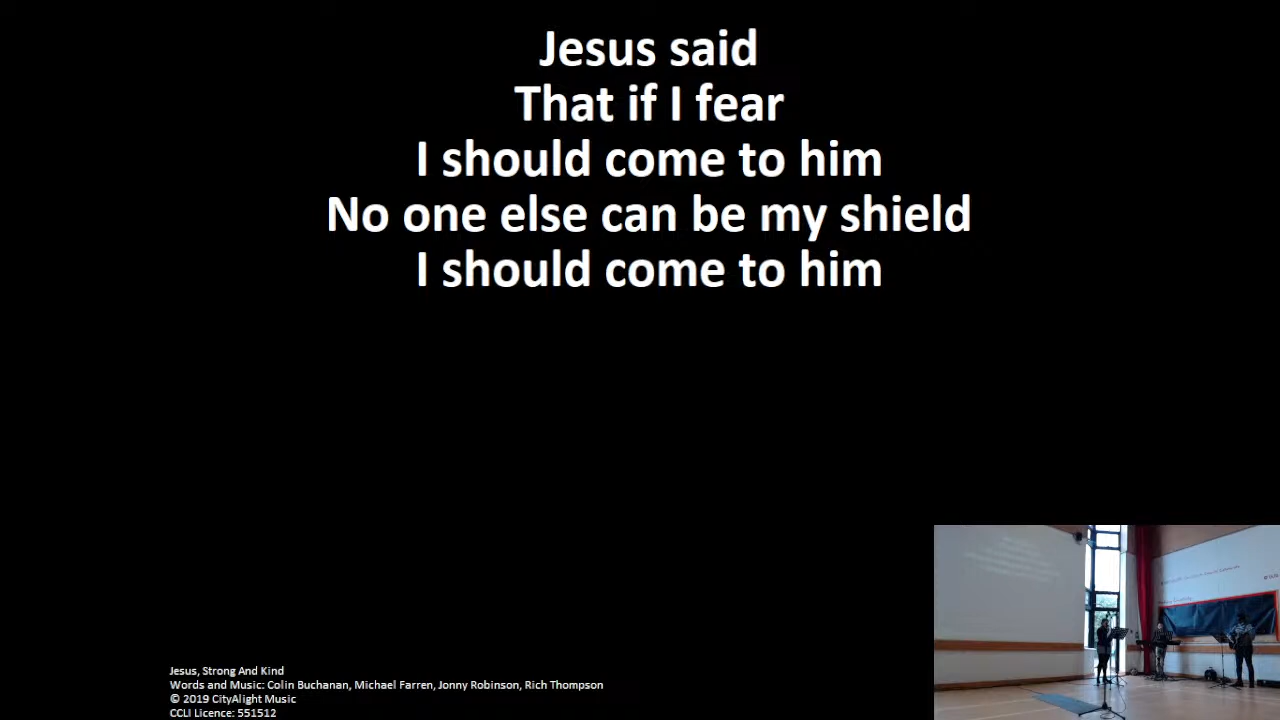 Jesus said
That if I fear
I should come to him
No one else can be my shield
I should come to him
Jesus, Strong And Kind
Words and Music: Colin Buchanan, Michael Farren, Jonny Robinson, Rich Thompson
© 2019 CityAlight Music
CCLI Licence: 551512